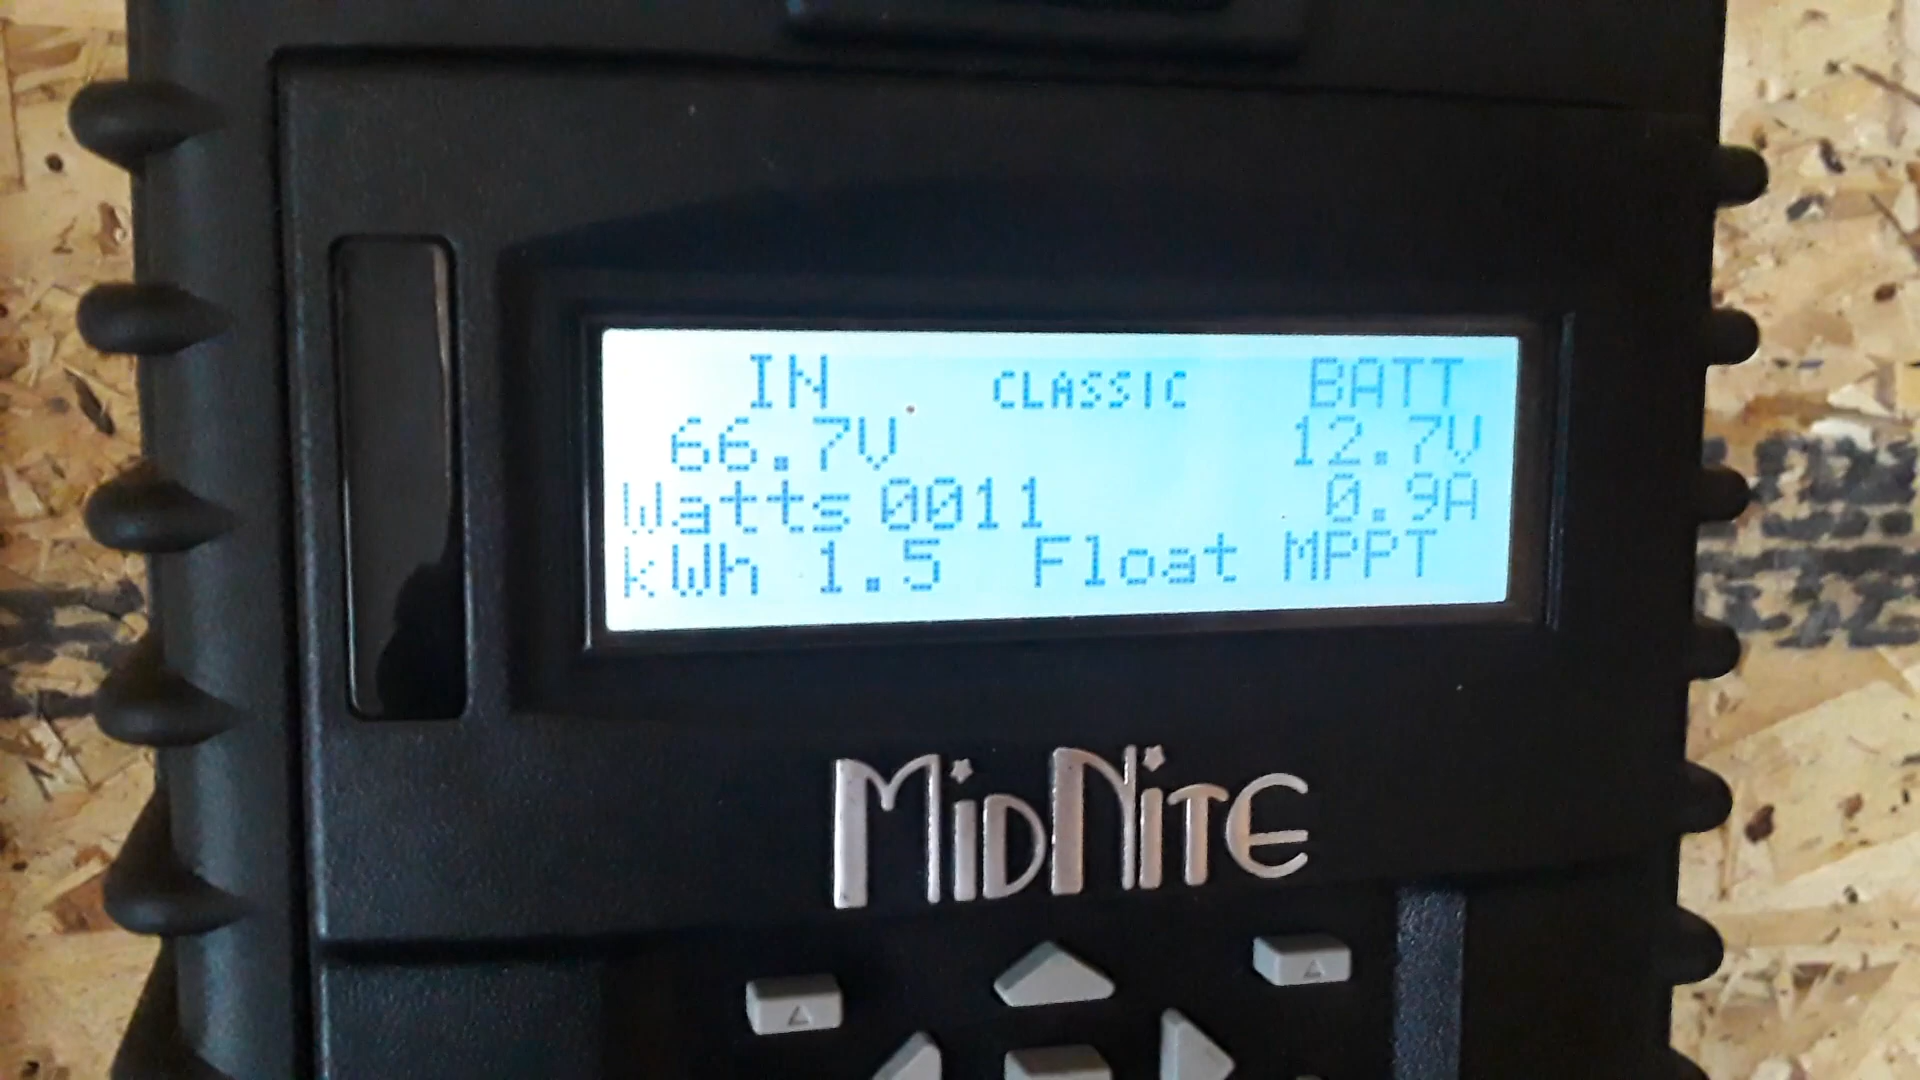 IN CLASSIC BATT
66.7V 12.7V
Watts 0011 0.9A
kWh 1.5 Float MPPT
MIDNITE